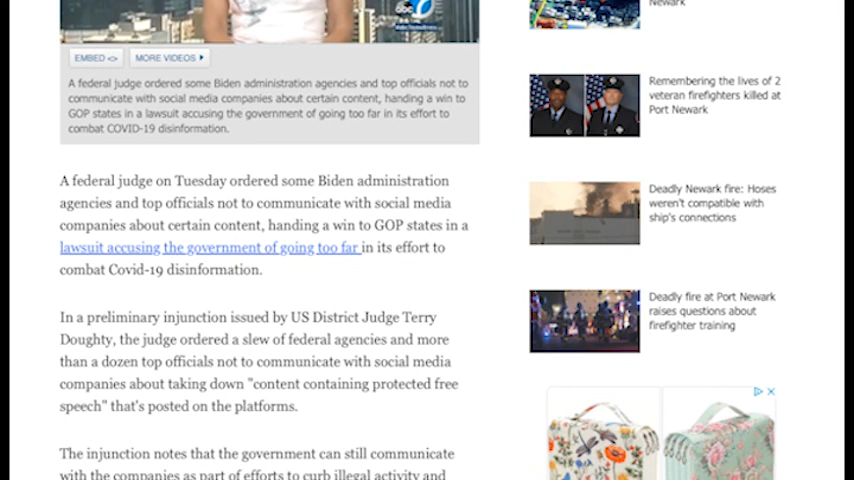 abc 7
EMBED <>
MORE VIDEOS
A federal judge ordered some Biden administration agencies and top officials not to
communicate with social media companies about certain content, handing a win to
GOP states in a lawsuit accusing the government of going too far in its effort to
combat COVID-19 disinformation.
A federal judge on Tuesday ordered some Biden administration
agencies and top officials not to communicate with social media
companies about certain content, handing a win to GOP states in a
lawsuit accusing the government of going too far in its effort to
combat Covid-19 disinformation.
In a preliminary injunction issued by US District Judge Terry
Doughty, the judge ordered a slew of federal agencies and more
than a dozen top officials not to communicate with social media
companies about taking down "content containing protected free
speech" that's posted on the platforms.
The injunction notes that the government can still communicate
with the companies as part of efforts to curb illegal activity and
Newark
Remembering the lives of 2
veteran firefighters killed at
Port Newark
Deadly Newark fire: Hoses
weren't compatible with
ship's connections
Deadly fire at Port Newark
raises questions about
firefighter training